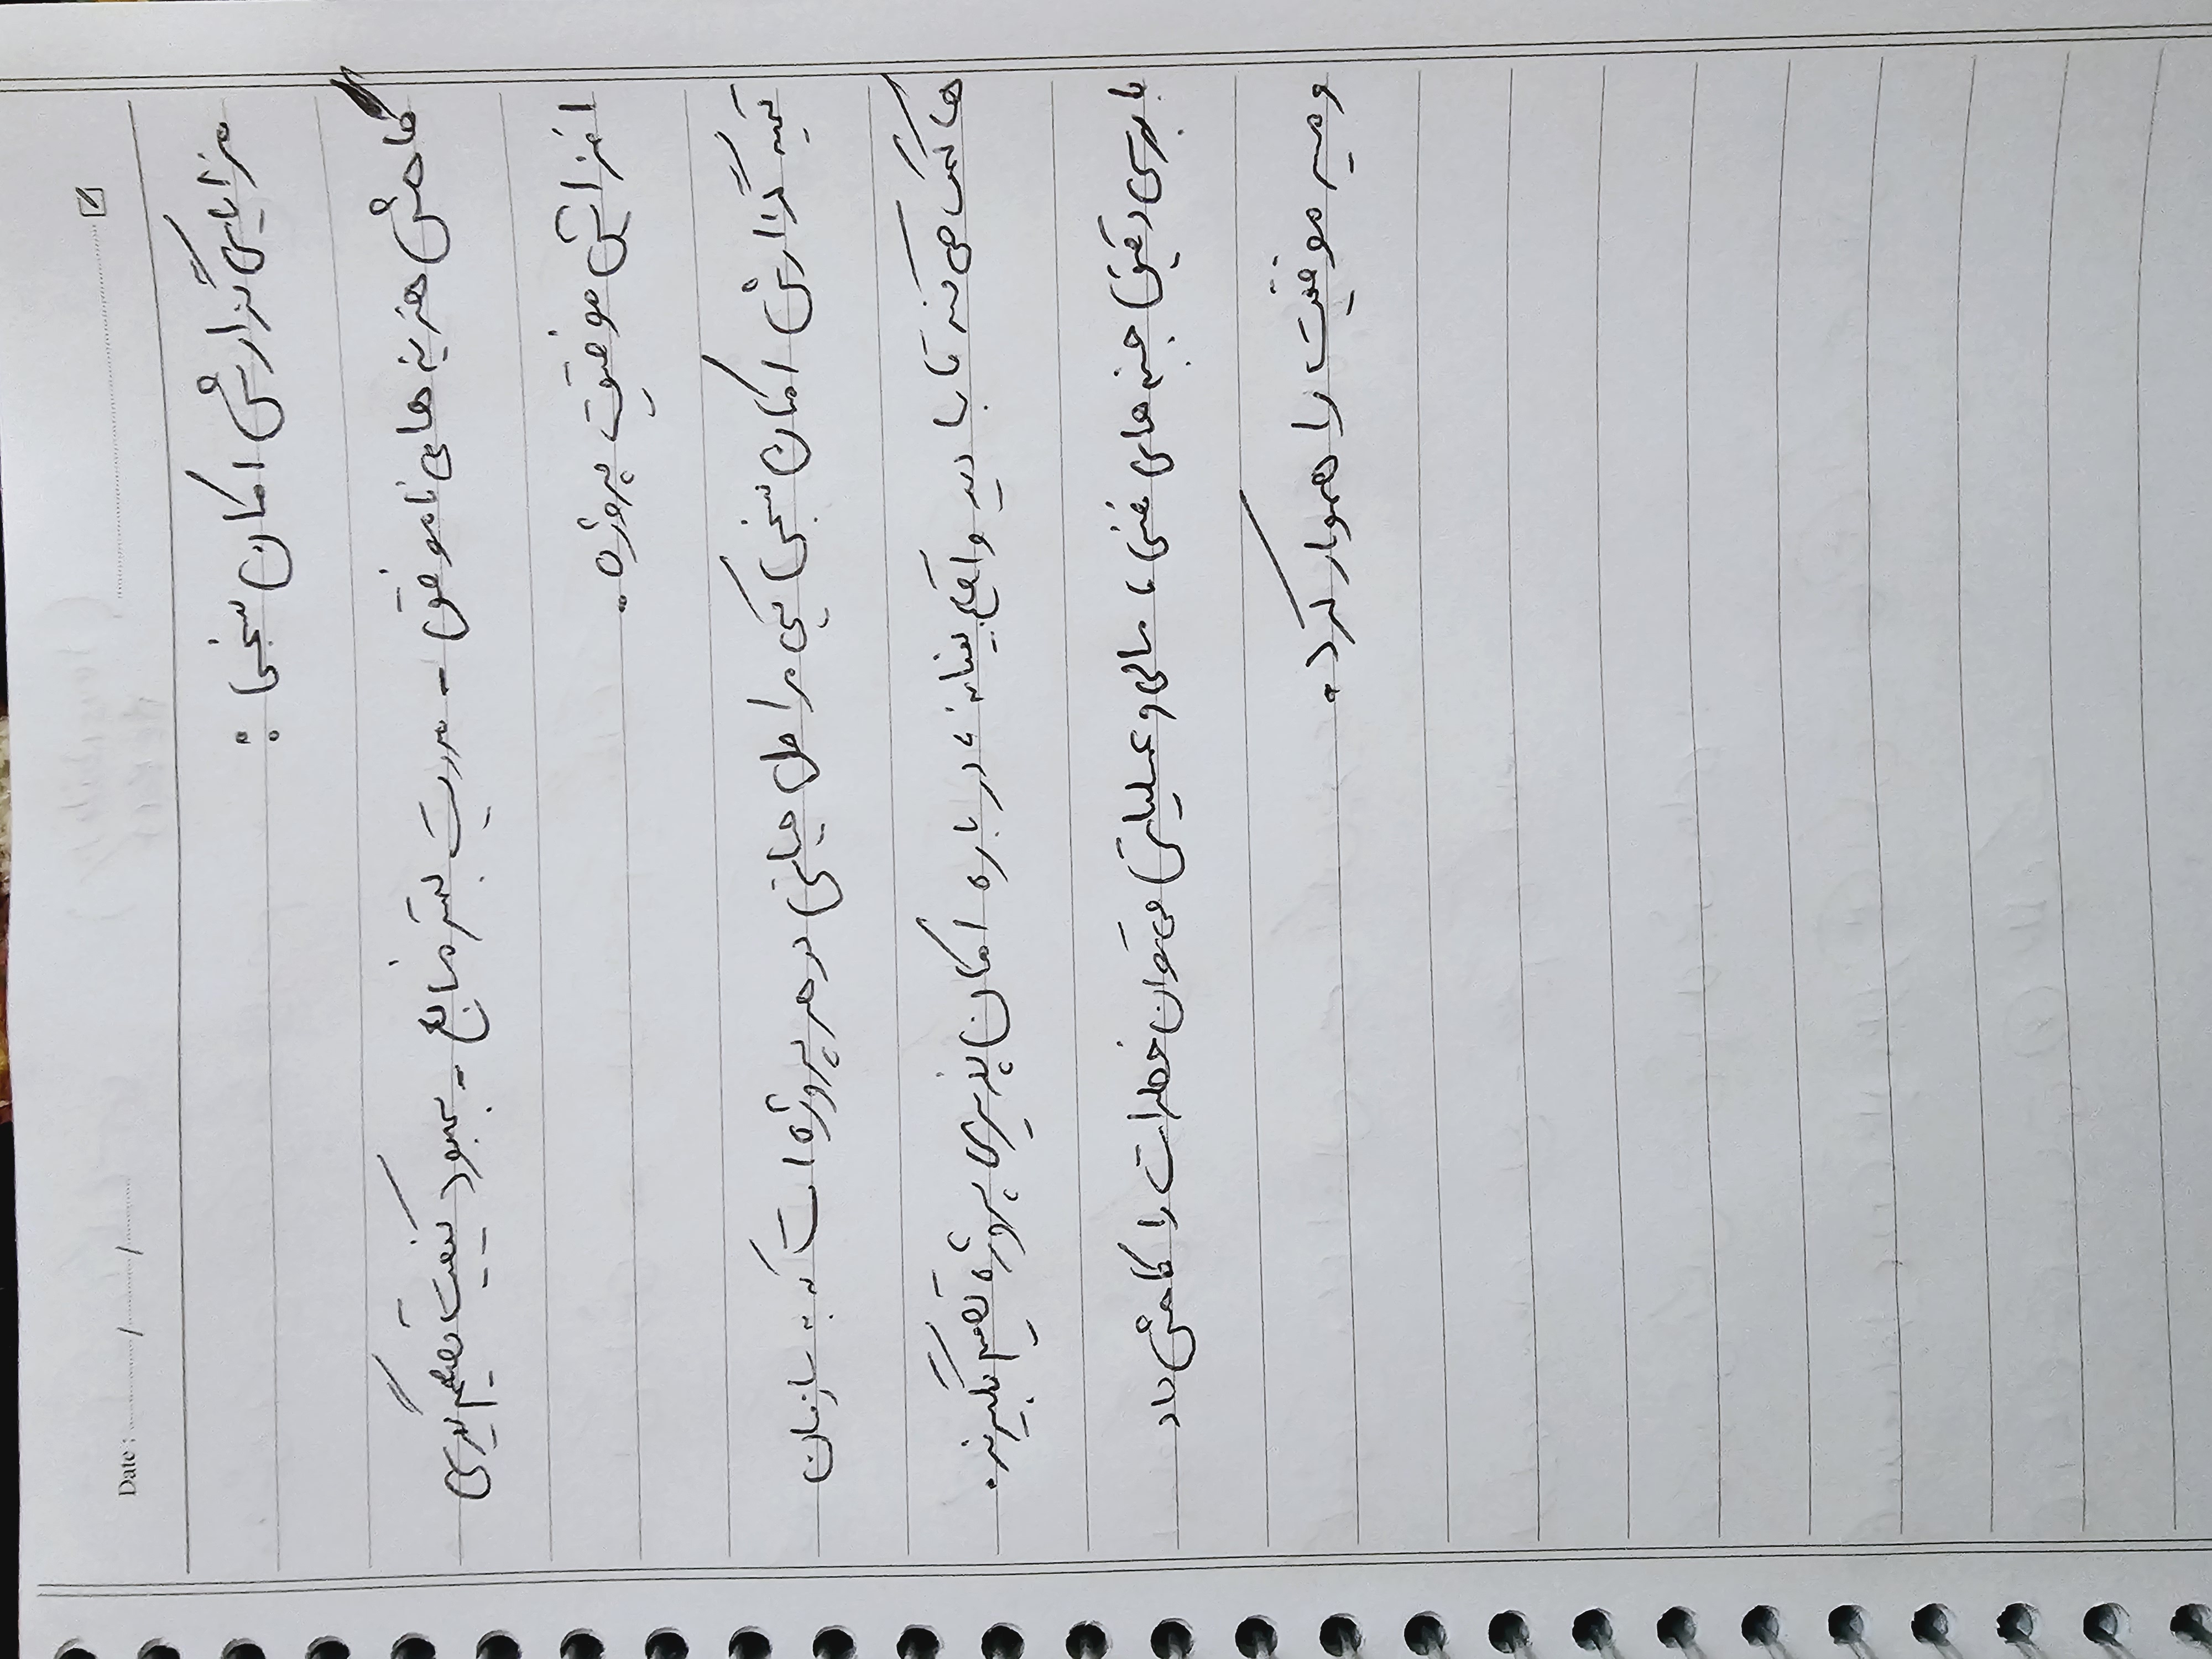 Date : ........../........../..........
مزایای گزارش امکان سنجی :
کاهش هزینه های ناموفق - مدیریت بهتر منابع - بهبود کیفیت تصمیم گیری
افزایش موفقیت پروژه .
تهیه گزارش امکان سنجی یکی مراحل حیاتی در هر پروژه است که به سازمان
ها کمک می کند تا با دید واقع بینانه ، در باره امکان پذیری پروژه تصمیم بگیرند .
با بررسی دقیق جنبه های فنی ، مالی و عملیاتی می توان خطرات را کاهش داد
و مسیر موفقیت را هموار کرد .